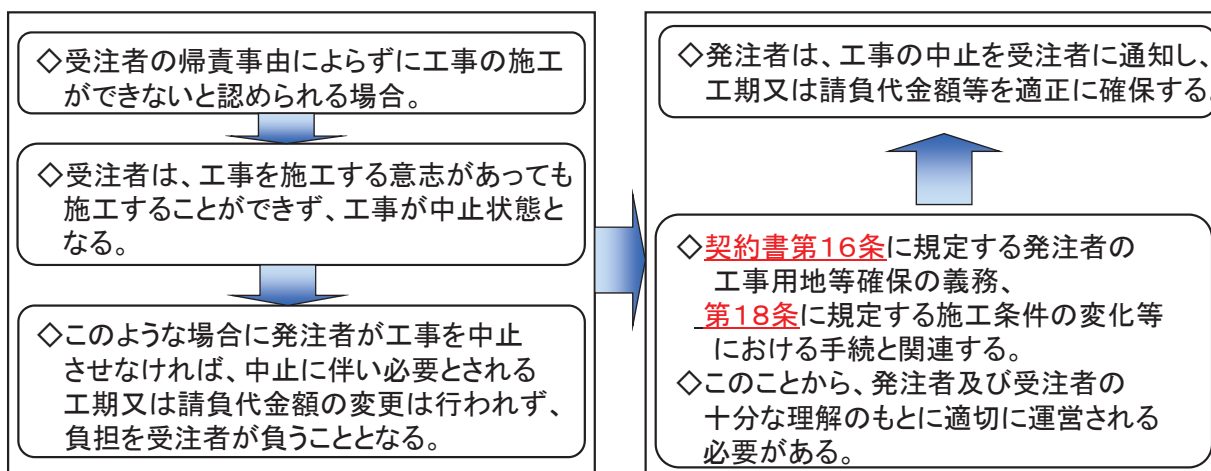 ◇受注者の帰責事由によらずに工事の施工
ができないと認められる場合。
◇受注者は、工事を施工する意志があっても
施工することができず、工事が中止状態と
なる。
◇このような場合に発注者が工事を中止
させなければ、中止に伴い必要とされる
工期又は請負代金額の変更は行われず、
負担を受注者が負うこととなる。
◇契約書第16条に規定する発注者の
工事用地等確保の義務、
第18条に規定する施工条件の変化等
における手続と関連する。
◇このことから、発注者及び受注者の
十分な理解のもとに適切に運営される
必要がある。
◇発注者は、工事の中止を受注者に通知し、
工期又は請負代金額等を適正に確保する。